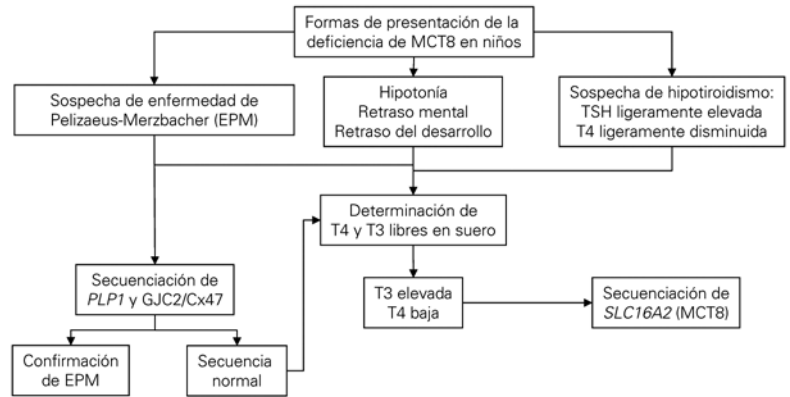 Formas de presentación de la
deficiencia de MCT8 en niños
Sospecha de enfermedad de
Pelizaeus-Merzbacher (EPM)
Hipotonía
Retraso mental
Retraso del desarrollo
Sospecha de hipotiroidismo:
TSH ligeramente elevada
T4 ligeramente disminuida
Determinación de
T4 y T3 libres en suero
Secuenciación de
PLP1 y GJC2/Cx47
T3 elevada
T4 baja
Secuenciación de
SLC16A2 (MCT8)
Confirmación
de EPM
Secuencia
normal